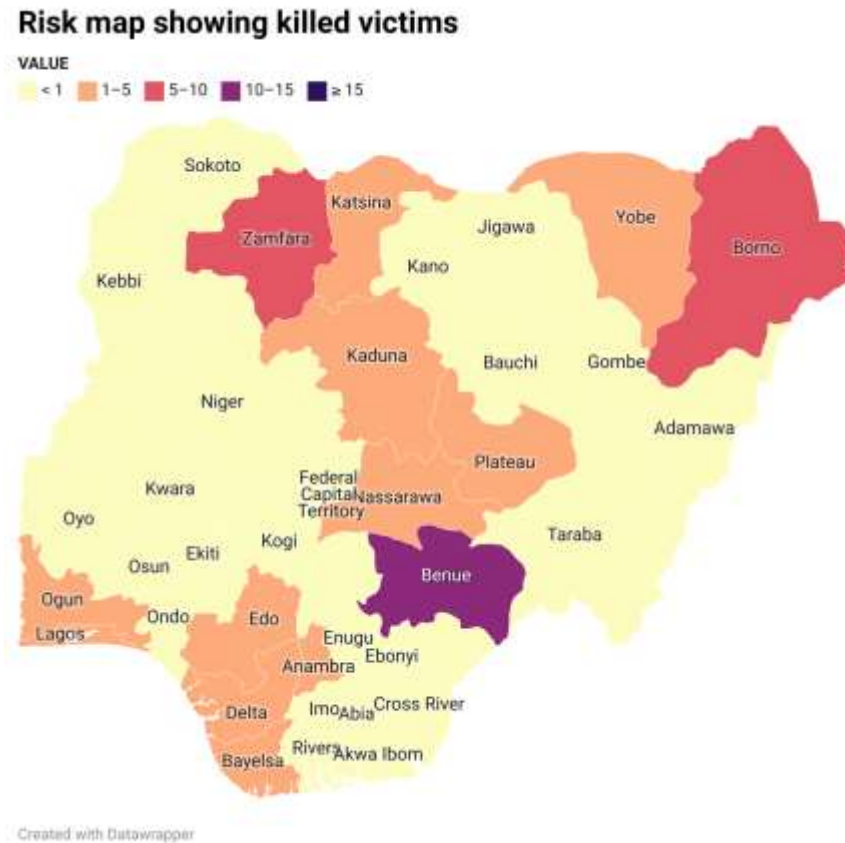 Risk map showing killed victims
VALUE
< 1 1–5 5–10 10–15 ≥ 15
Sokoto
Katsina
Yobe
Jigawa
Zamfara
Borno
Kano
Kebbi
Kaduna
Bauchi
Gombe
Niger
Adamawa
Plateau
Federal
Capital
Territory
Nassarawa
Kwara
Oyo
Taraba
Kogi
Ekiti
Osun
Benue
Ogun
Ondo
Edo
Lagos
Enugu
Ebonyi
Anambra
Cross River
Imo
Abia
Delta
Rivers
Akwa Ibom
Bayelsa
Created with Datawrapper